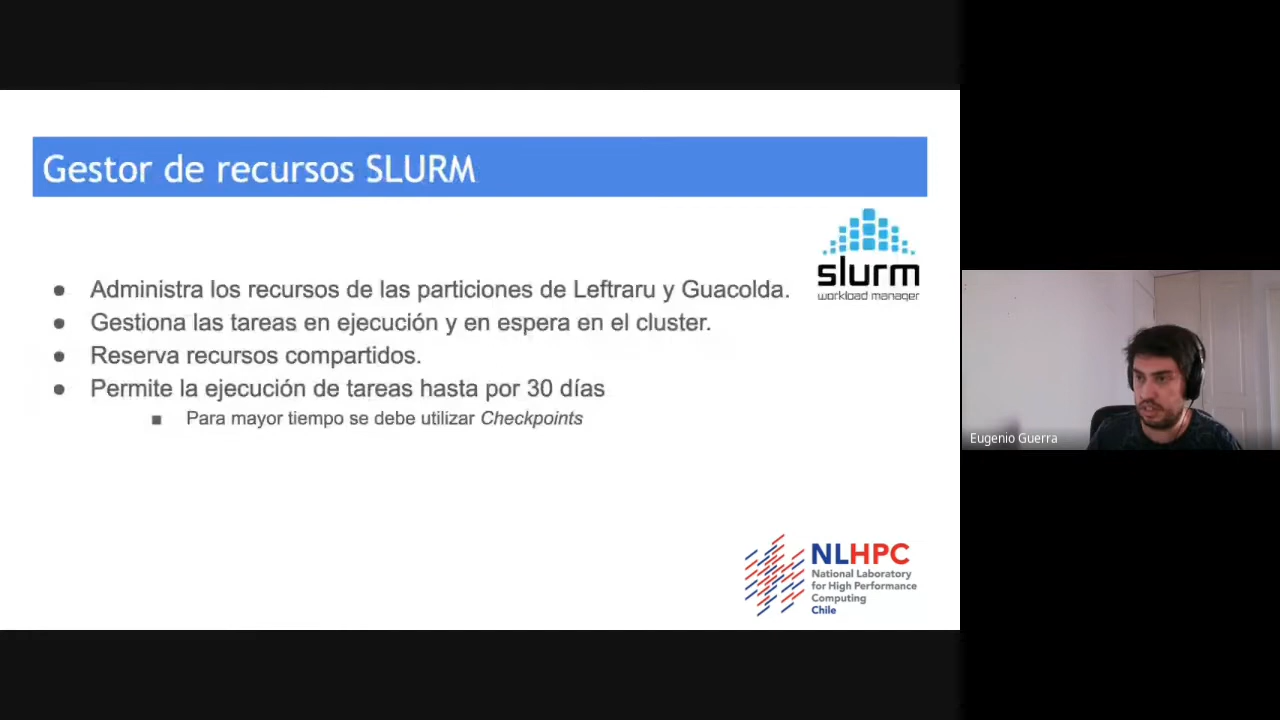 Gestor de recursos SLURM
slurm
workload manager
● Administra los recursos de las particiones de Leftraru y Guacolda.
● Gestiona las tareas en ejecución y en espera en el cluster.
● Reserva recursos compartidos.
● Permite la ejecución de tareas hasta por 30 días
■ Para mayor tiempo se debe utilizar Checkpoints
Eugenio Guerra
NLHPC
National Laboratory
for High Performance
Computing
Chile